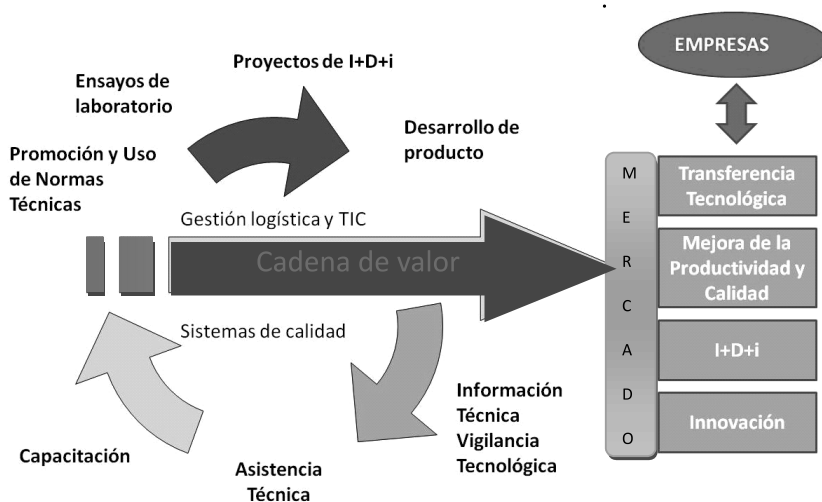 EMPRESAS
Proyectos de I+D+i
Ensayos de
laboratorio
Desarrollo de
producto
Promoción y Uso
de Normas
Técnicas
Gestión logística y TIC
Cadena de valor
Sistemas de calidad
Información
Técnica
Vigilancia
Tecnológica
Asistencia
Técnica
Capacitación
MERCADO
Transferencia
Tecnológica
Mejora de la
Productividad y
Calidad
I+D+i
Innovación